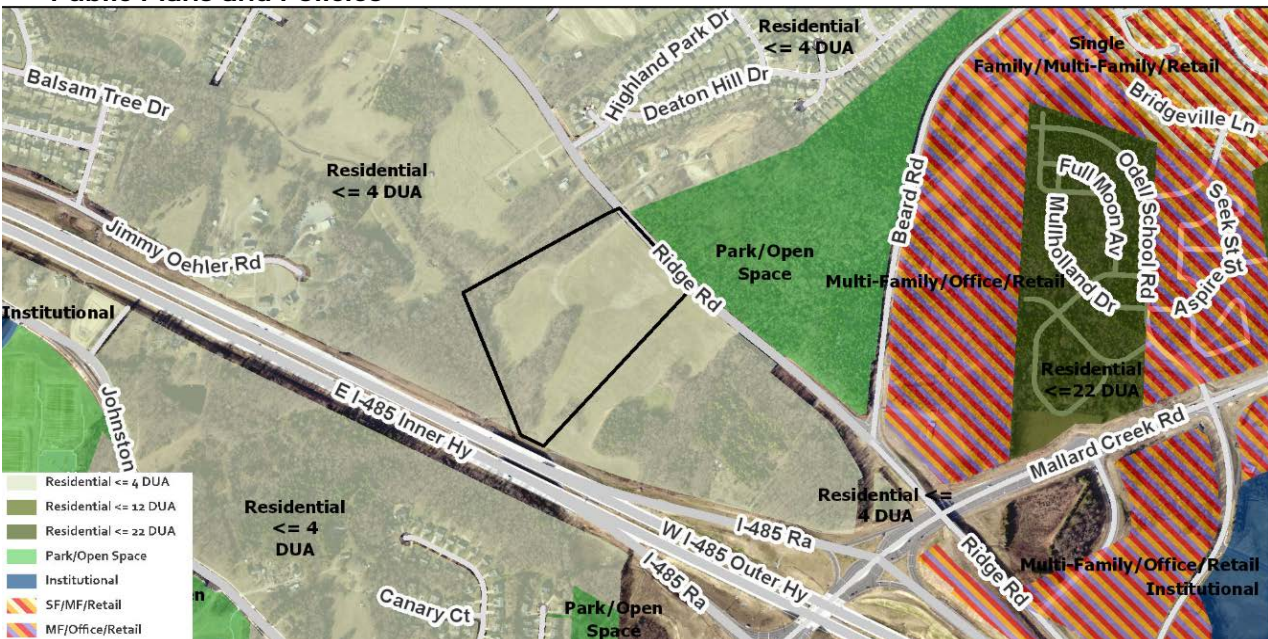 Public Plans and Policies
Residential
<= 4 DUA
Highland Park Dr
Deaton Hill Dr
Single
Family/Multi-Family/Retail
Balsam Tree Dr
Bridgeville Ln
Residential
<= 4 DUA
Full Moon Av
Odell School Rd
Mullholland Dr
Seek St
St
Aspire
Beard Rd
Jimmy Oehler Rd
Ridge Rd
Park/Open
Space
Multi-Family/Office/Retail
Institutional
Residential
<=22 DUA
Johnston
E I-485 Inner Hy
Mallard Creek Rd
Residential <= 4 DUA
Residential <= 12 DUA
Residential <= 22 DUA
Park/Open Space
Institutional
SF/MF/Retail
MF/Office/Retail
Residential
<= 4
DUA
Residential <=
4 DUA
I-485 Ra
W I-485 Outer Hy
I-485 Ra
Ridge Rd
Multi-Family/Office/Retail
Institutional
Canary Ct
Park/Open
Space